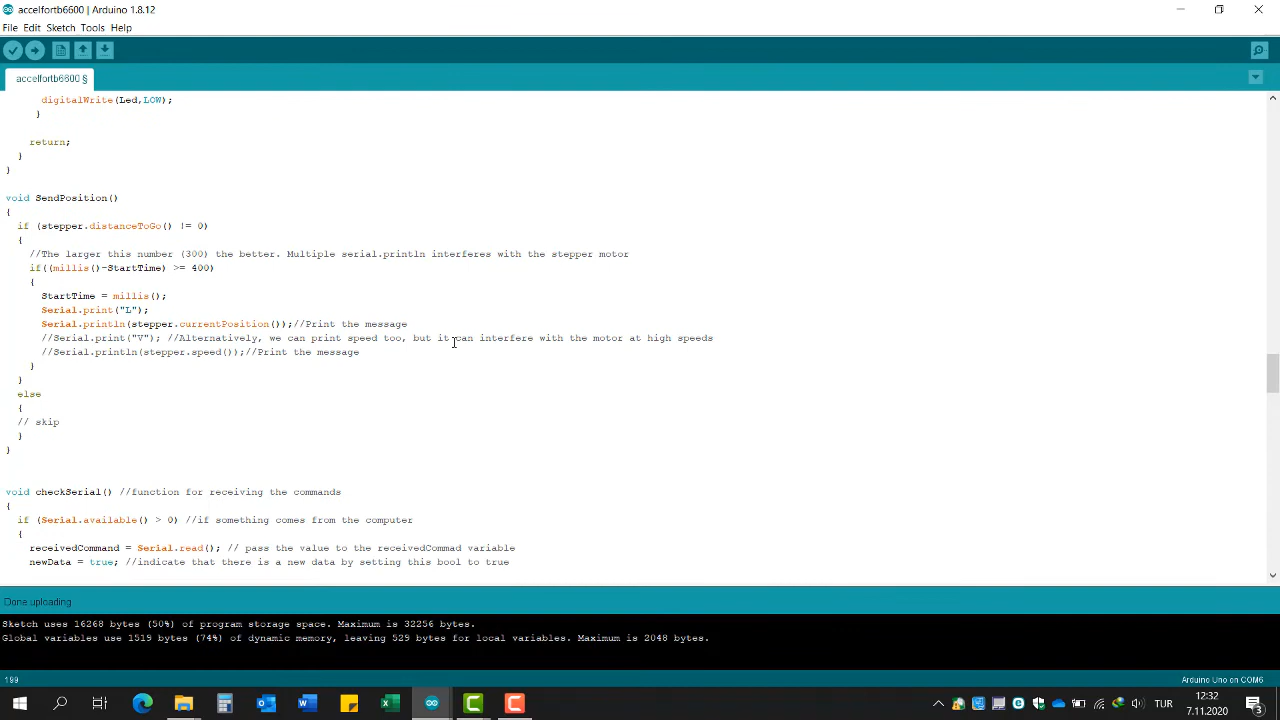 accelfortb6600 | Arduino 1.8.12
File Edit Sketch Tools Help
accelfortb6600 §
digitalWrite(Led,LOW);
}
return;
}
}
void SendPosition()
{
if (stepper.distanceToGo() != 0)
{
//The larger this number (300) the better. Multiple serial.println interferes with the stepper motor
if((millis()-StartTime) >= 400)
{
StartTime = millis();
Serial.print("L");
Serial.println(stepper.currentPosition());//Print the message
//Serial.print("V"); //Alternatively, we can print speed too, but it can interfere with the motor at high speeds
//Serial.println(stepper.speed());//Print the message
}
}
else
{
// skip
}
}
void checkSerial() //function for receiving the commands
{
if (Serial.available() > 0) //if something comes from the computer
{
receivedCommand = Serial.read(); // pass the value to the receivedCommad variable
newData = true; //indicate that there is a new data by setting this bool to true
Done uploading
Sketch uses 16268 bytes (50%) of program storage space. Maximum is 32256 bytes.
Global variables use 1519 bytes (74%) of dynamic memory, leaving 529 bytes for local variables. Maximum is 2048 bytes.
199
Arduino Uno on COM6
TUR
12:32
7.11.2020
3